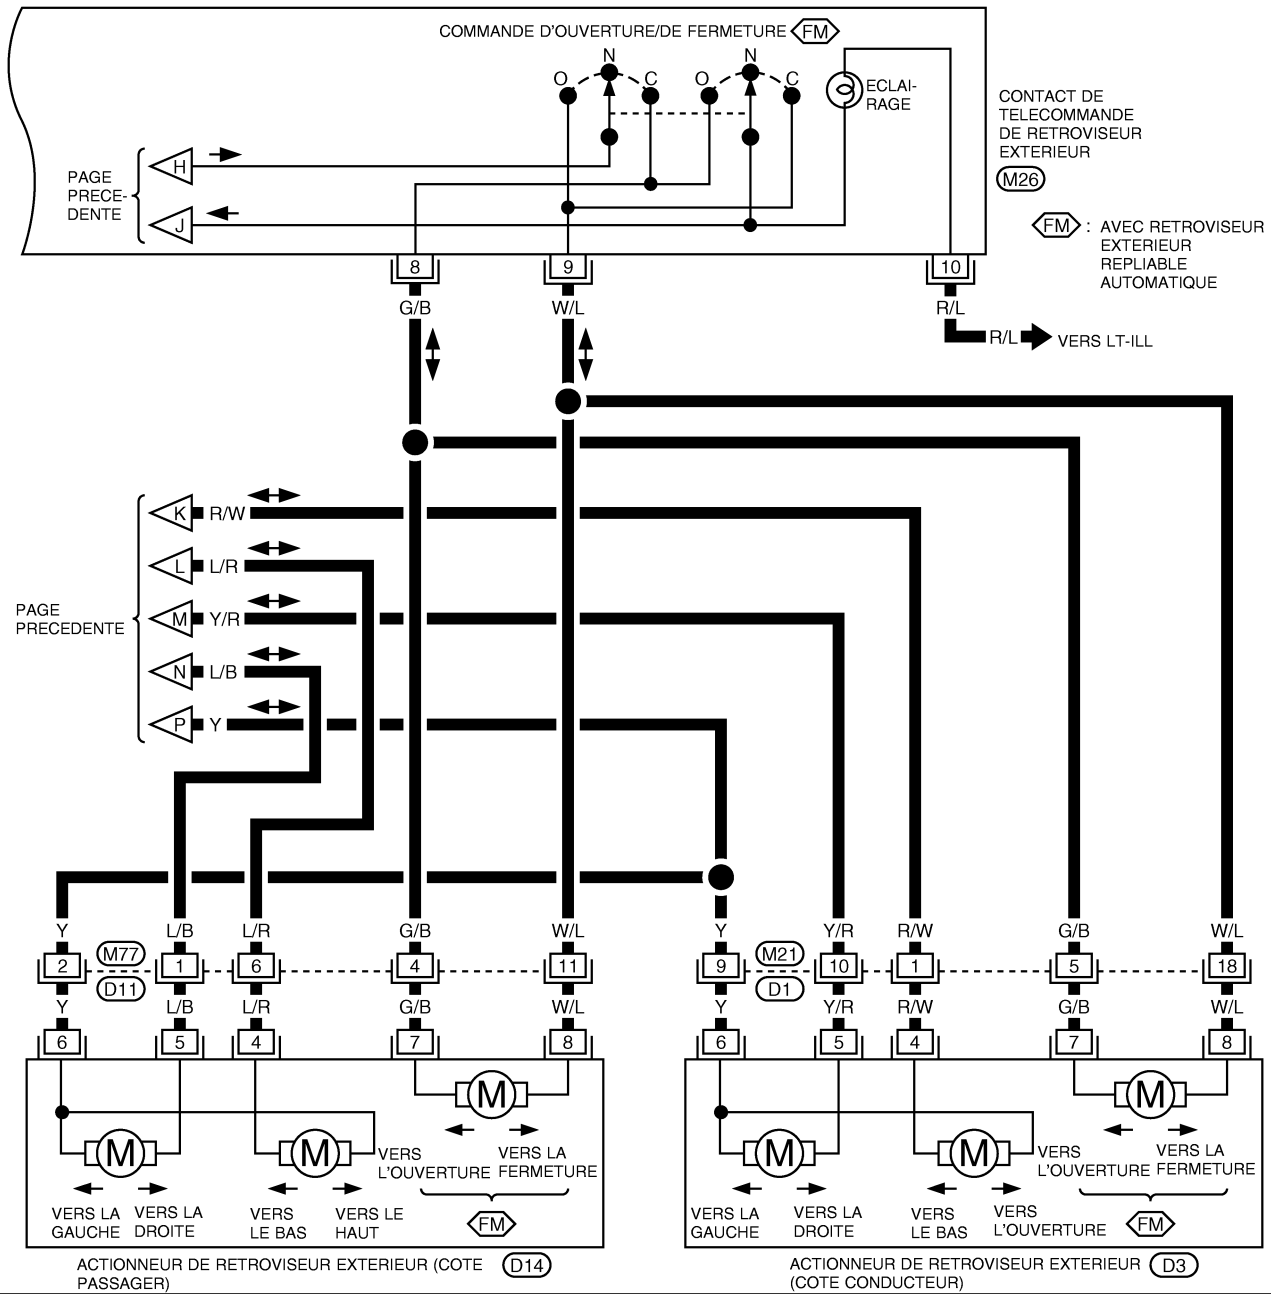 COMMANDE D'OUVERTURE/DE FERMETURE FM
O N C O N C
ECLAI-
RAGE
CONTACT DE
TELECOMMANDE
DE RETROVISEUR
EXTERIEUR
M26
FM : AVEC RETROVISEUR
EXTERIEUR
REPLIABLE
AUTOMATIQUE
PAGE
PRECE-
DENTE
H
J
8 9 10
G/B W/L R/L
R/L VERS LT-ILL
PAGE
PRECEDENTE
K R/W
L L/R
M Y/R
N L/B
P Y
Y L/B L/R G/B W/L Y Y/R R/W G/B W/L
M77 M21
2 1 6 4 11 9 10 1 5 18
D11 D1
Y L/B L/R G/B W/L Y Y/R R/W G/B W/L
6 5 4 7 8 6 5 4 7 8
M M M
VERS
L'OUVERTURE
VERS LA
FERMETURE
VERS LA
GAUCHE
VERS LA
DROITE
VERS
LE BAS
VERS LE
HAUT
FM
ACTIONNEUR DE RETROVISEUR EXTERIEUR (COTE
PASSAGER)
D14
M M M
VERS
L'OUVERTURE
VERS LA
FERMETURE
VERS LA
GAUCHE
VERS LA
DROITE
VERS
LE BAS
VERS
L'OUVERTURE
FM
ACTIONNEUR DE RETROVISEUR EXTERIEUR
(COTE CONDUCTEUR)
D3